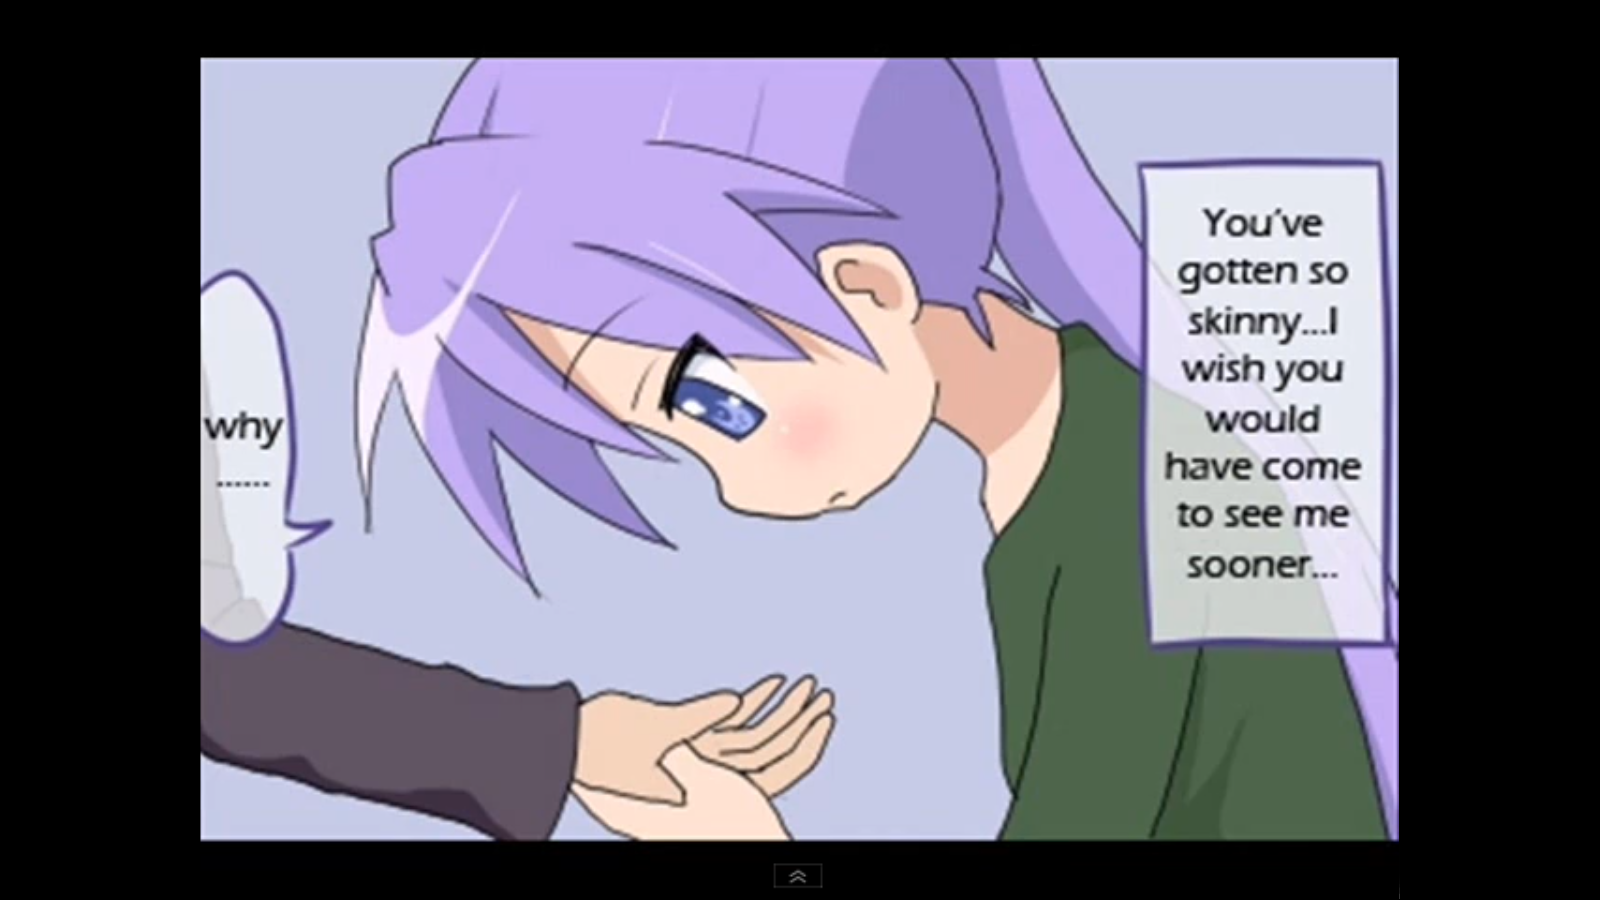 why
......
You've
gotten so
skinny...I
wish you
would
have come
to see me
sooner...